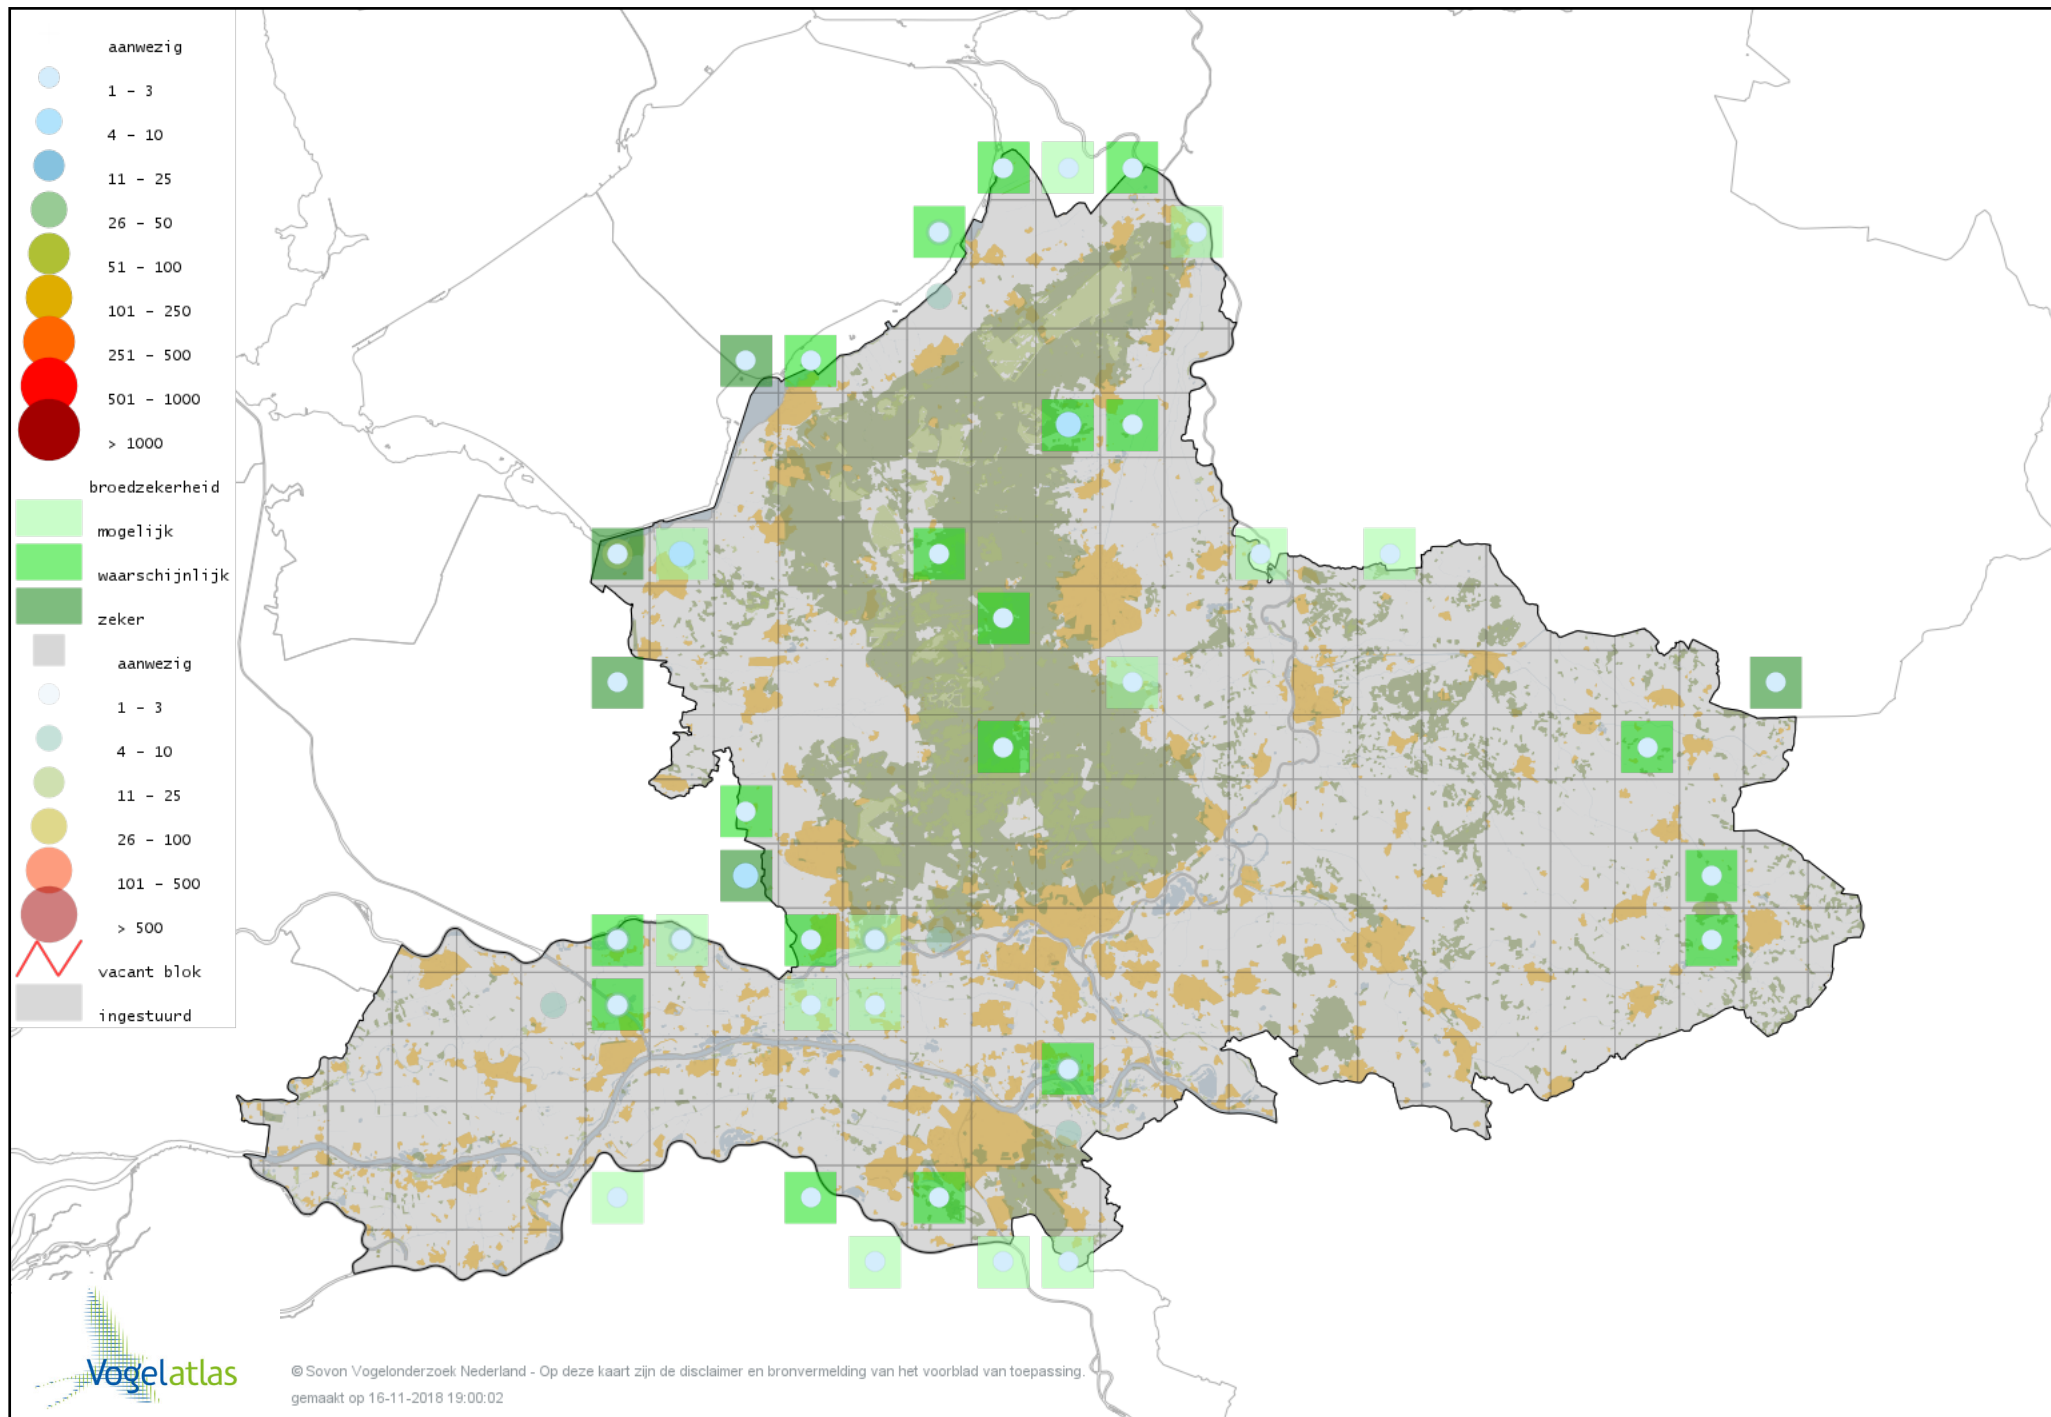 aanwezig
1 - 3
4 - 10
11 - 25
26 - 50
51 - 100
101 - 250
251 - 500
501 - 1000
> 1000
broedzekerheid
mogelijk
waarschijnlijk
zeker
aanwezig
1 - 3
4 - 10
11 - 25
26 - 100
101 - 500
> 500
vacant blok
ingestuurd
Vogelatlas
© Sovon Vogelonderzoek Nederland - Op deze kaart zijn de disclaimer en bronvermelding van het voorblad van toepassing.
gemaakt op 16-11-2018 19:00:02